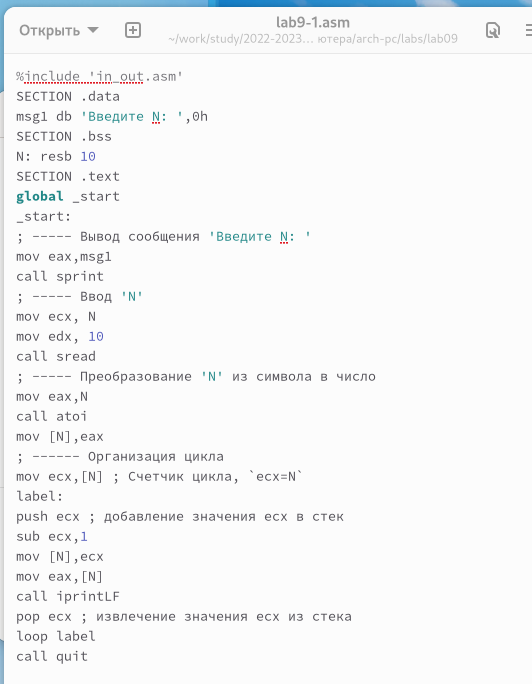 Открыть
lab9-1.asm
~/work/study/2022-2023… ютера/arch-pc/labs/lab09
%include 'in_out.asm'
SECTION .data
msg1 db 'Введите N: ',0h
SECTION .bss
N: resb 10
SECTION .text
global _start
_start:
; ----- Вывод сообщения 'Введите N: '
mov eax,msg1
call sprint
; ----- Ввод 'N'
mov ecx, N
mov edx, 10
call sread
; ----- Преобразование 'N' из символа в число
mov eax,N
call atoi
mov [N],eax
; ------ Организация цикла
mov ecx,[N] ; Счетчик цикла, `ecx=N`
label:
push ecx ; добавление значения ecx в стек
sub ecx,1
mov [N],ecx
mov eax,[N]
call iprintLF
pop ecx ; извлечение значения ecx из стека
loop label
call quit